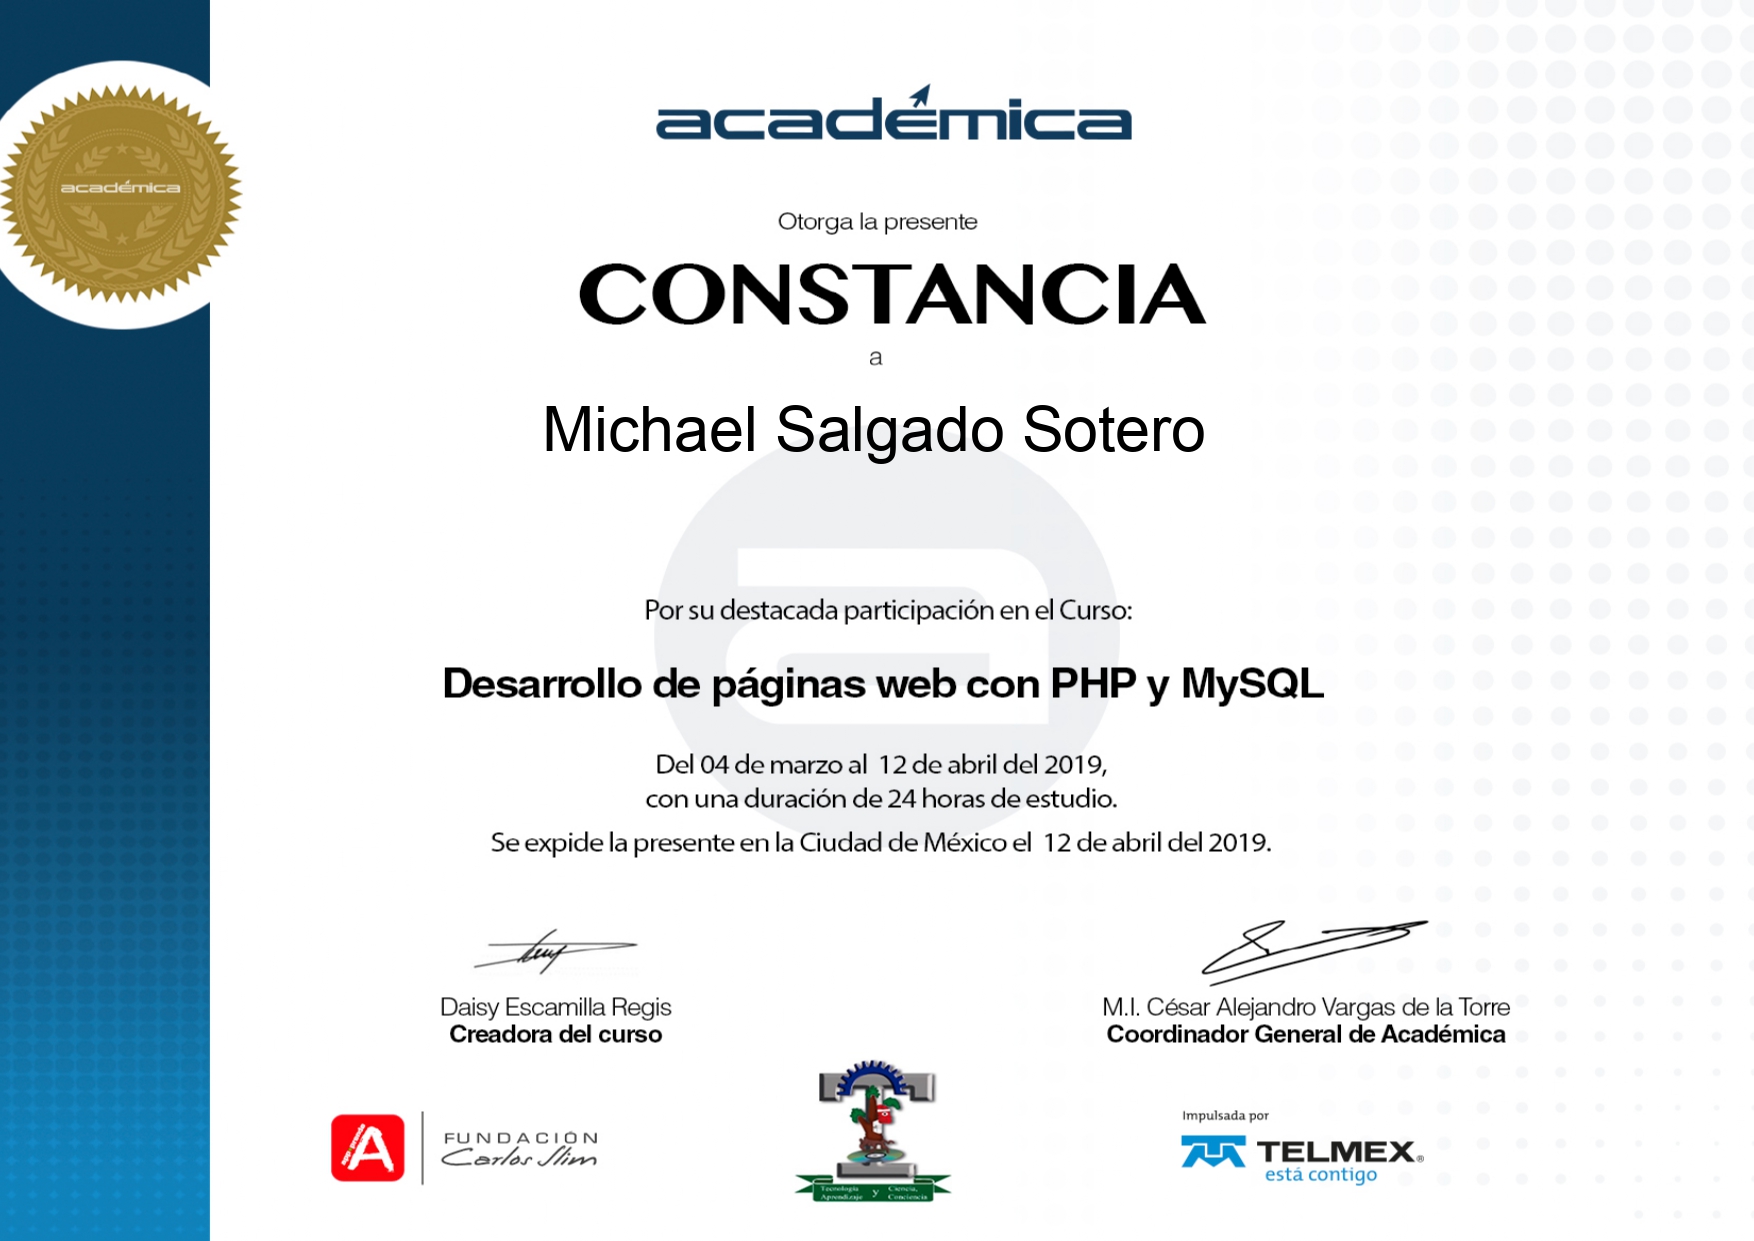 académica
académica
Otorga la presente
CONSTANCIA
a
Michael Salgado Sotero
Por su destacada participación en el Curso:
Desarrollo de páginas web con PHP y MySQL
Del 04 de marzo al 12 de abril del 2019,
con una duración de 24 horas de estudio.
Se expide la presente en la Ciudad de México el 12 de abril del 2019.
Daisy Escamilla Regis
Creadora del curso
M.I. César Alejandro Vargas de la Torre
Coordinador General de Académica
app-prende
A
FUNDACIÓN
Carlos Slim
Tecnología Ciencia,
Aprendizaje y Conciencia
Impulsada por
TELMEX®
está contigo